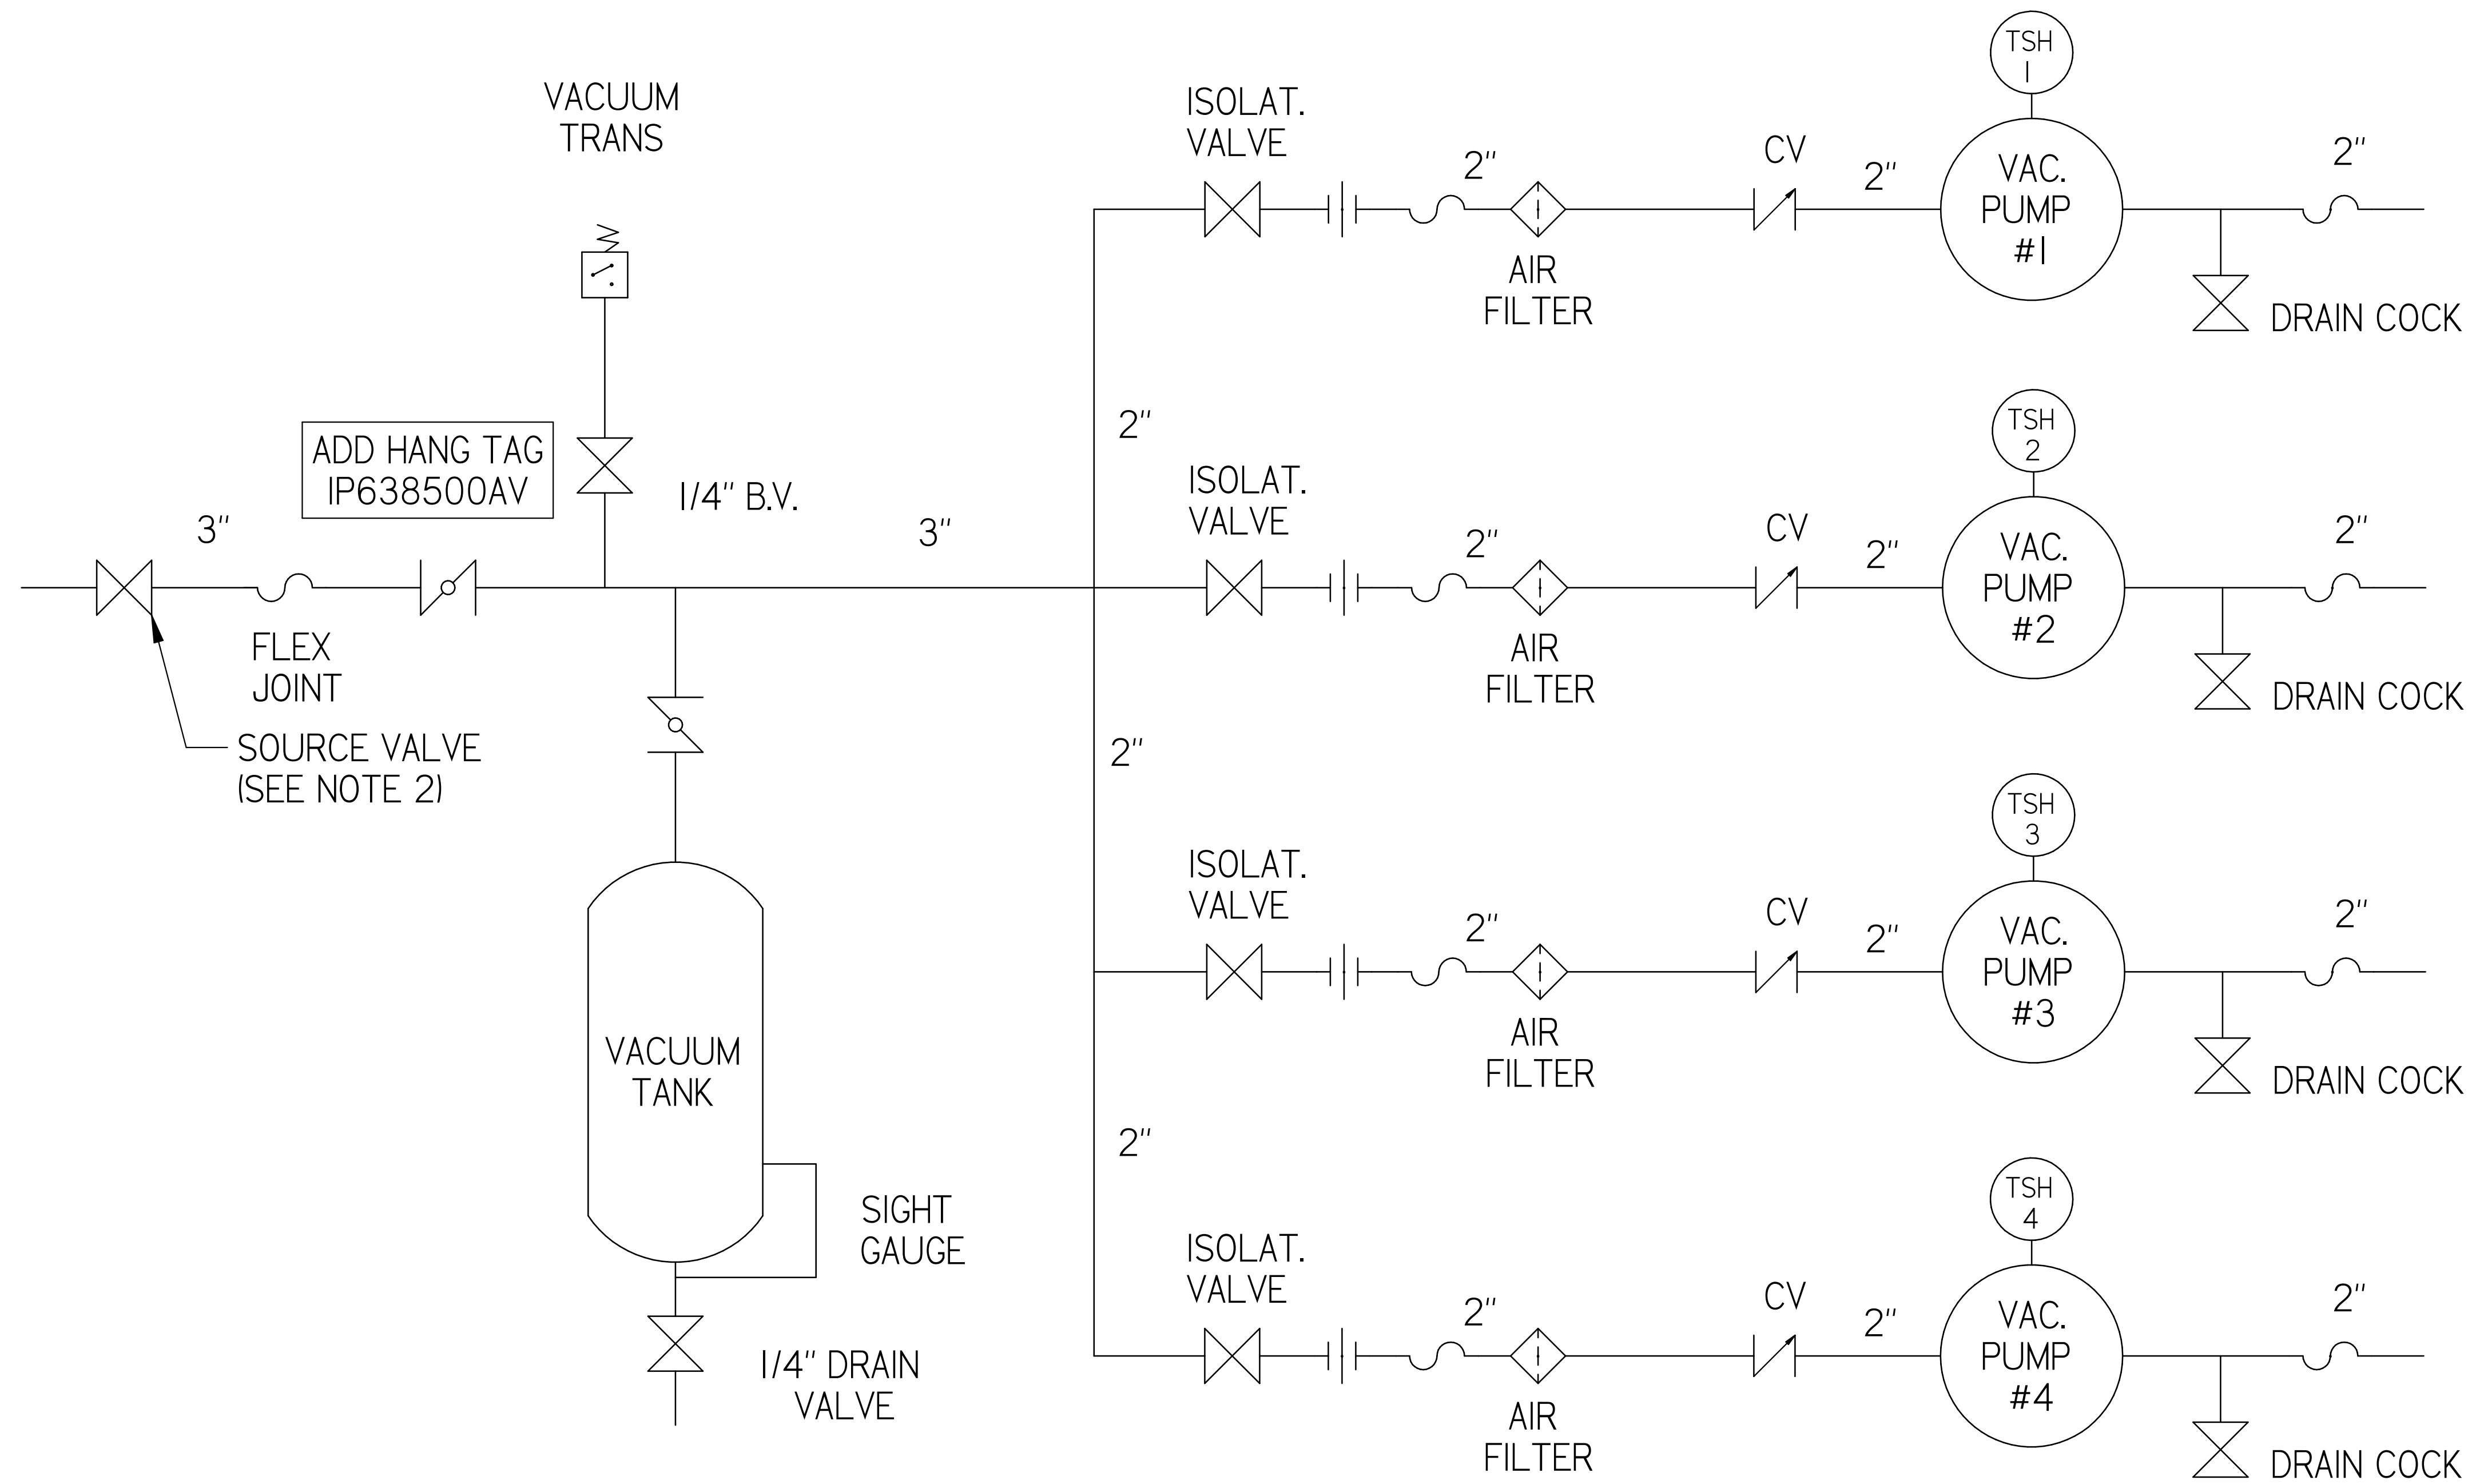 VACUUM
TRANS
ADD HANG TAG
IP638500AV
1/4" B.V.
3"
3"
FLEX
JOINT
SOURCE VALVE
(SEE NOTE 2)
VACUUM
TANK
SIGHT
GAUGE
1/4" DRAIN
VALVE
2"
2"
2"
ISOLAT.
VALVE
2"
AIR
FILTER
CV
2"
TSH
1
VAC.
PUMP
#1
2"
DRAIN COCK
ISOLAT.
VALVE
2"
AIR
FILTER
CV
2"
TSH
2
VAC.
PUMP
#2
2"
DRAIN COCK
ISOLAT.
VALVE
2"
AIR
FILTER
CV
2"
TSH
3
VAC.
PUMP
#3
2"
DRAIN COCK
ISOLAT.
VALVE
2"
AIR
FILTER
CV
2"
TSH
4
VAC.
PUMP
#4
2"
DRAIN COCK